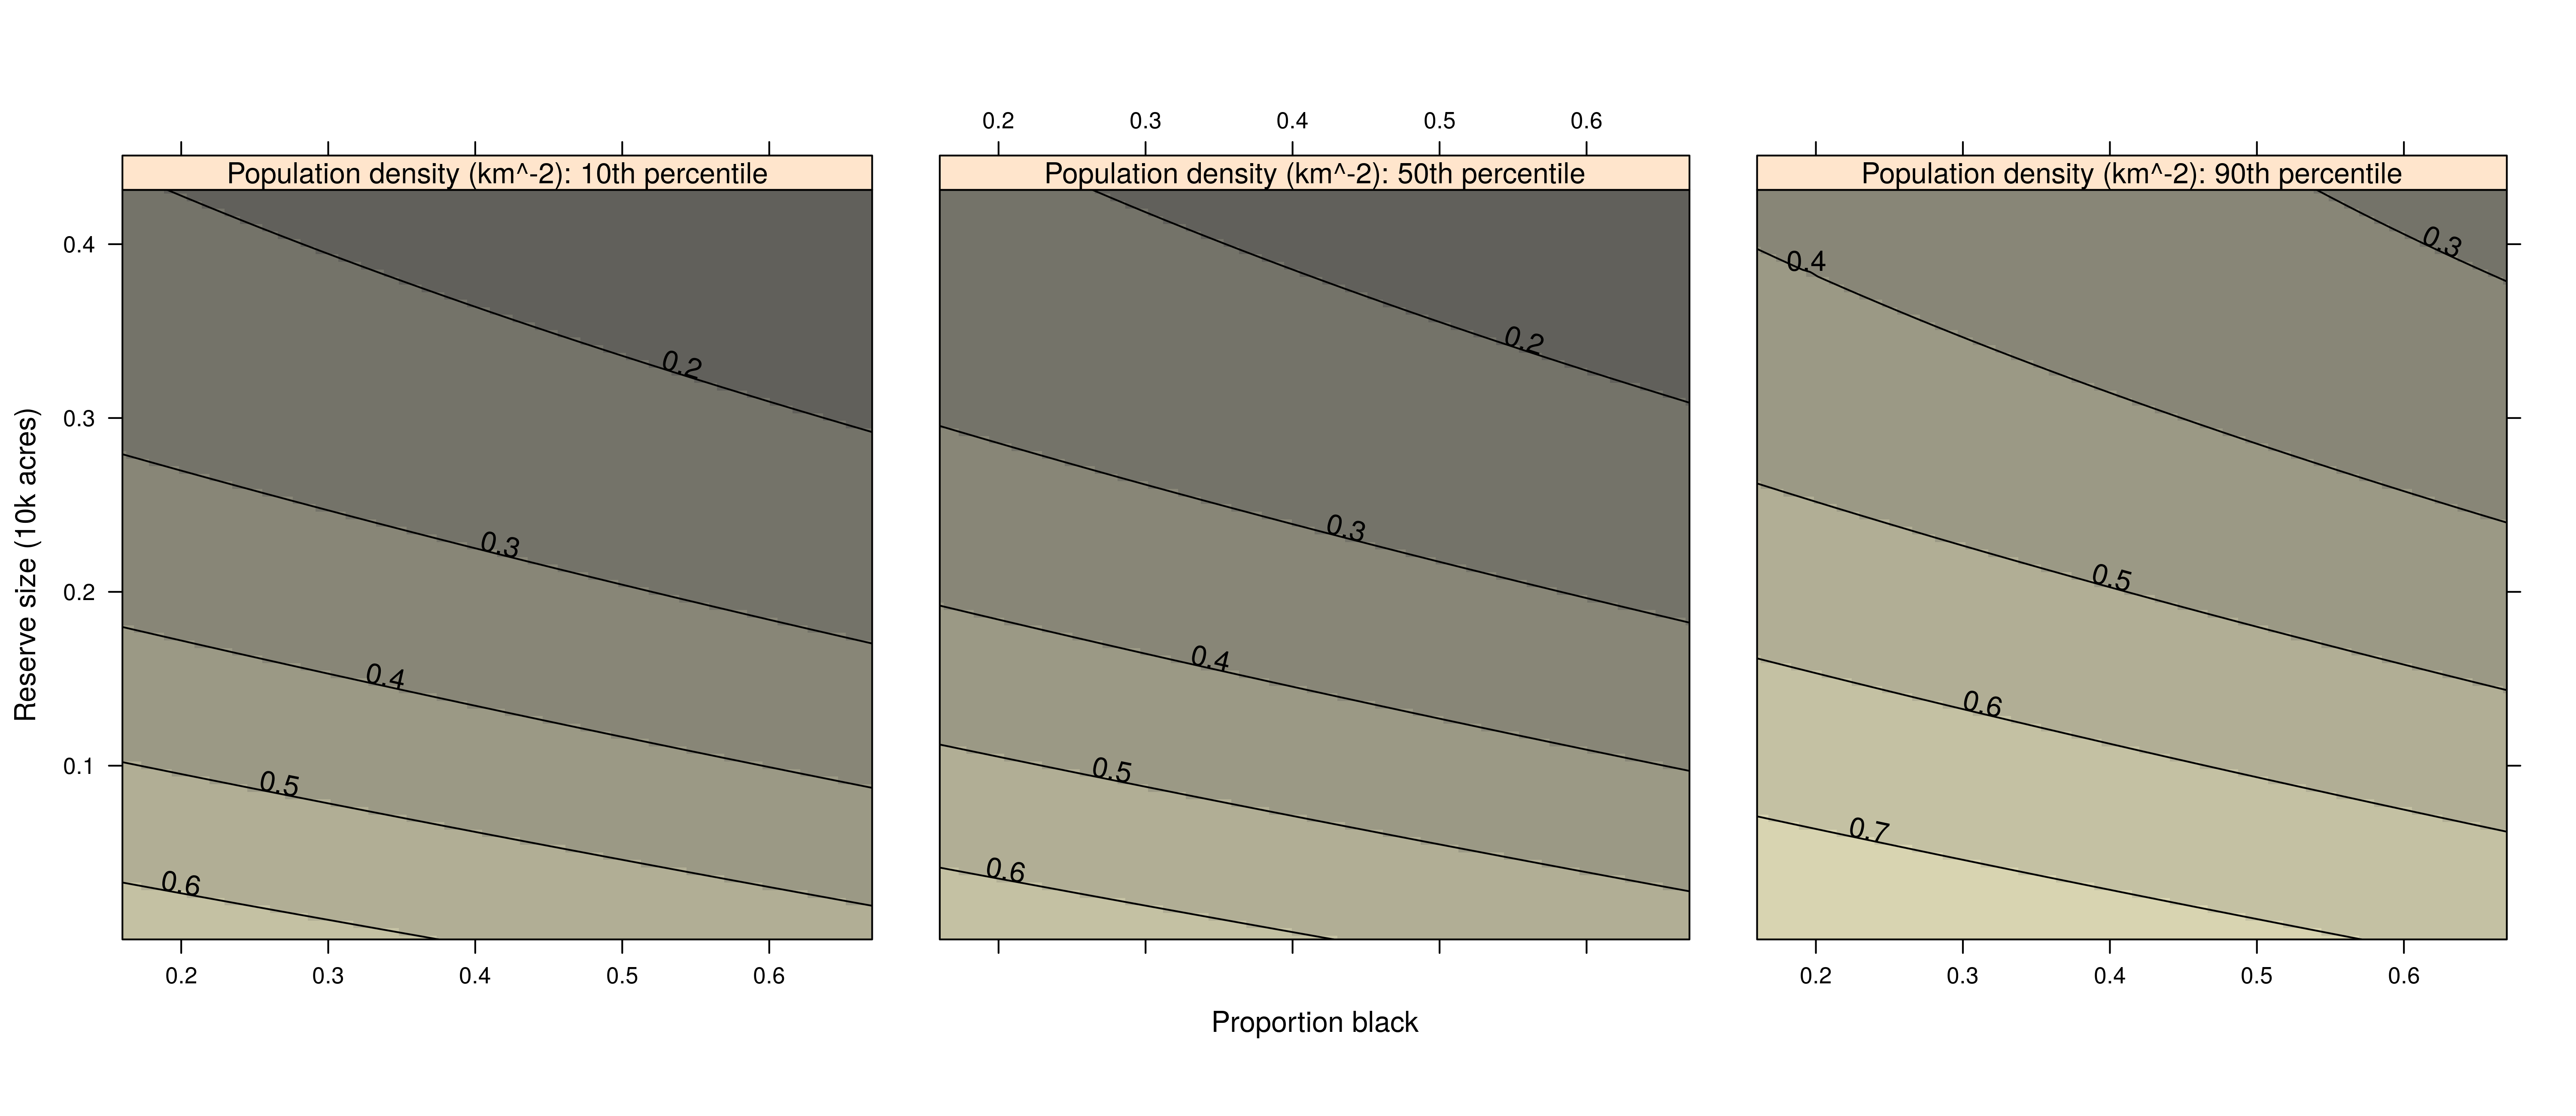 0.2 0.3 0.4 0.5 0.6
Population density (km^-2): 10th percentile
Population density (km^-2): 50th percentile
Population density (km^-2): 90th percentile
Reserve size (10k acres)
0.4
0.3
0.2
0.1
0.2
0.3
0.4
0.5
0.6
0.2
0.3
0.4
0.5
0.6
0.3
0.4
0.5
0.6
0.7
0.2 0.3 0.4 0.5 0.6
0.2 0.3 0.4 0.5 0.6
Proportion black